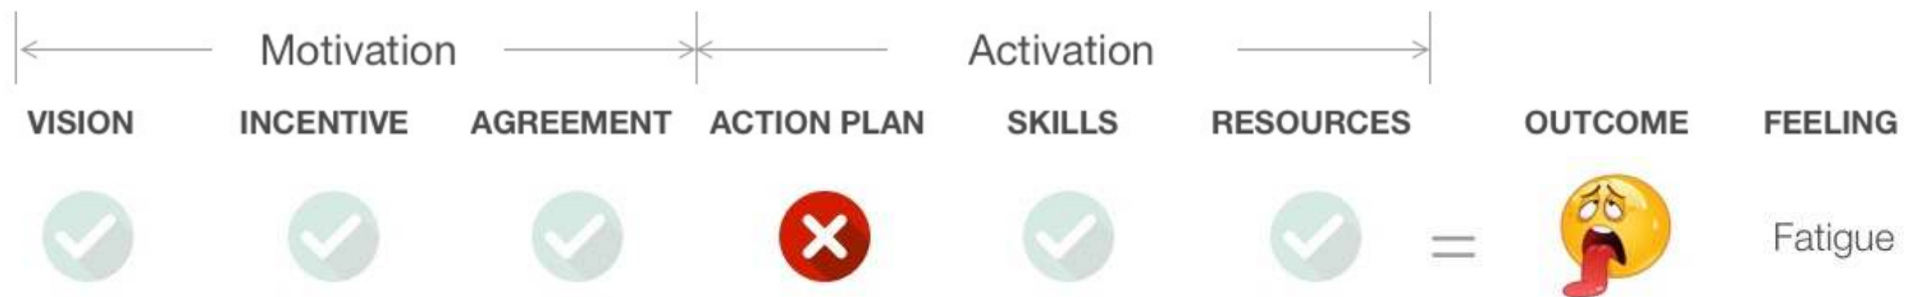 Motivation Activation
VISION INCENTIVE AGREEMENT ACTION PLAN SKILLS RESOURCES OUTCOME FEELING
= Fatigue